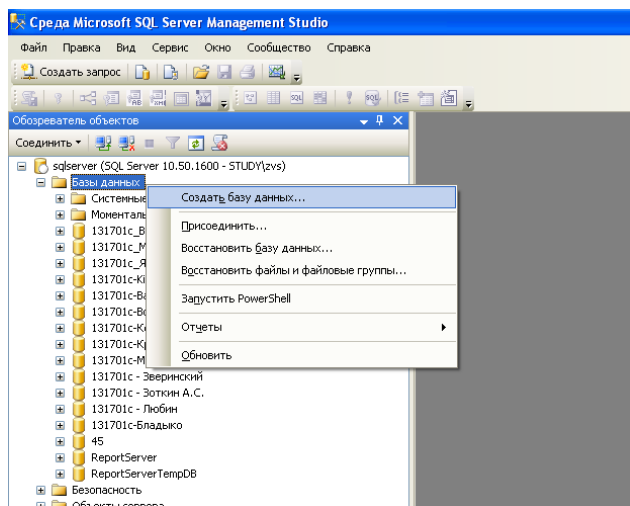 Среда Microsoft SQL Server Management Studio
Файл Правка Вид Сервис Окно Сообщество Справка
Создать запрос
Обозреватель объектов
Соединить
sqlserver (SQL Server 10.50.1600 - STUDY\zvs)
Базы данных
Системные
Создать базу данных...
Присоединить...
Восстановить базу данных...
Восстановить файлы и файловые группы...
Запустить PowerShell
Отчеты
Обновить
131701с - Зверинский
131701с - Зоткин А.С.
131701с - Любин
131701с-Бладыко
45
ReportServer
ReportServerTempDB
Безопасность